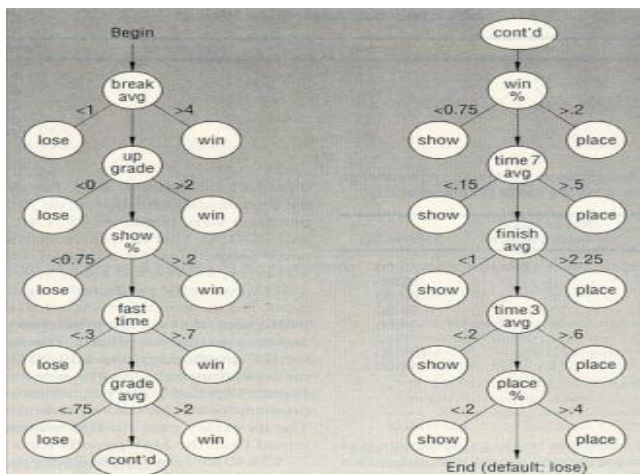 Begin
break
avg
<1
>4
lose
win
up
grade
<0
>2
lose
win
show
%
<0.75
>.2
lose
win
fast
time
<.3
>.7
lose
win
grade
avg
<.75
>2
lose
win
cont'd
cont'd
win
%
<0.75
>.2
show
place
time 7
avg
<.15
>.5
show
place
finish
avg
<1
>2.25
show
place
time 3
avg
<.2
>.6
show
place
place
%
<.2
>.4
show
place
End (default: lose)